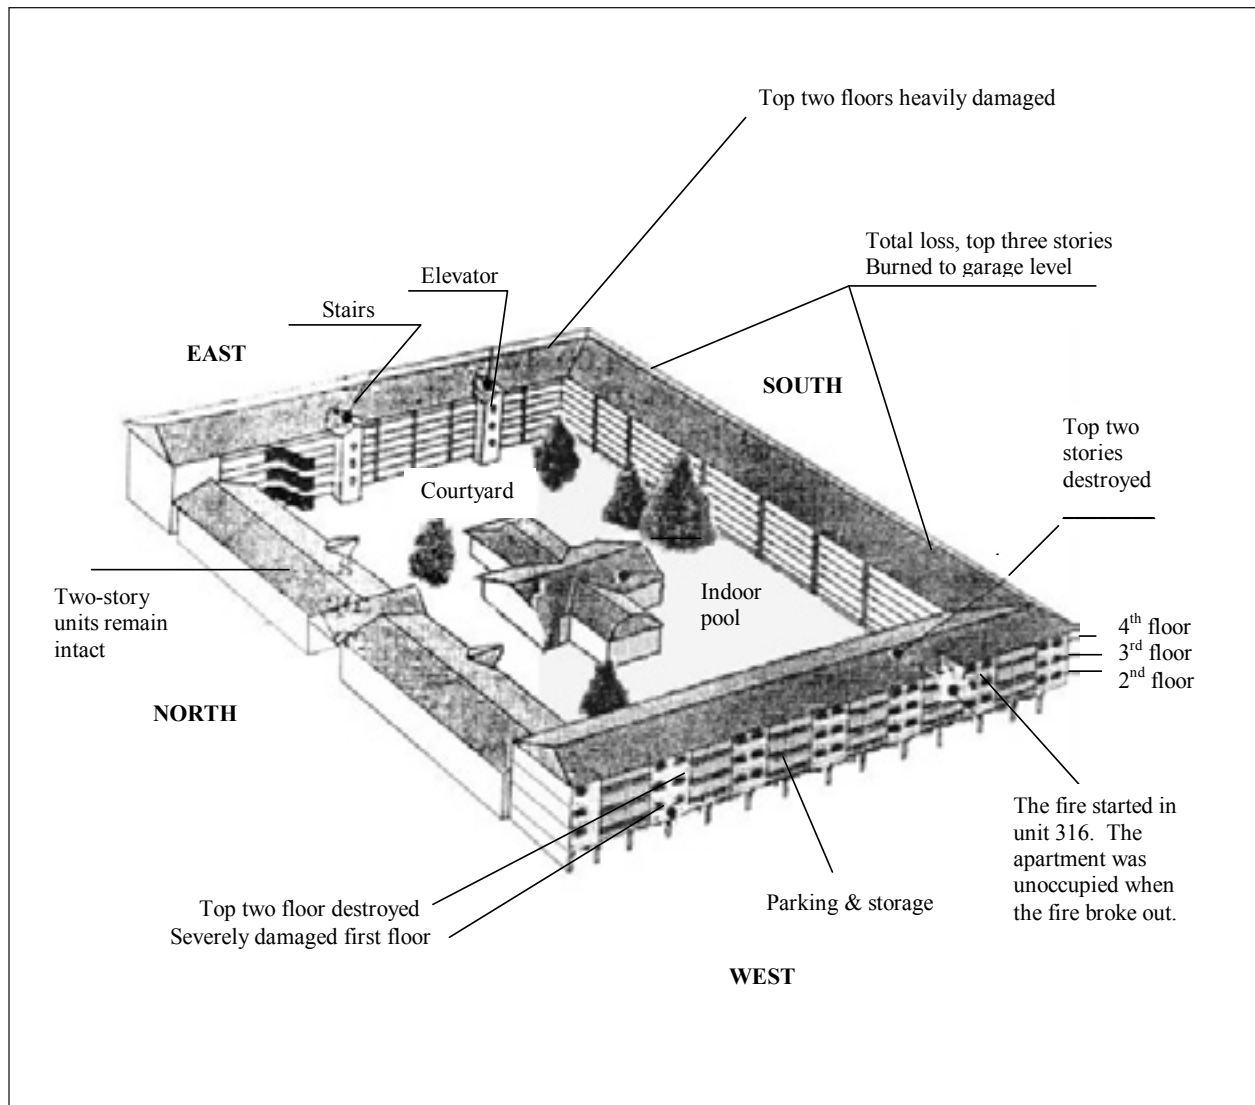 Top two floors heavily damaged
Total loss, top three stories
Burned to garage level
Elevator
Stairs
EAST
SOUTH
Top two
stories
destroyed
Courtyard
Indoor
pool
Two-story
units remain
intact
4th floor
3rd floor
2nd floor
NORTH
The fire started in
unit 316. The
apartment was
unoccupied when
the fire broke out.
Parking & storage
Top two floor destroyed
Severely damaged first floor
WEST